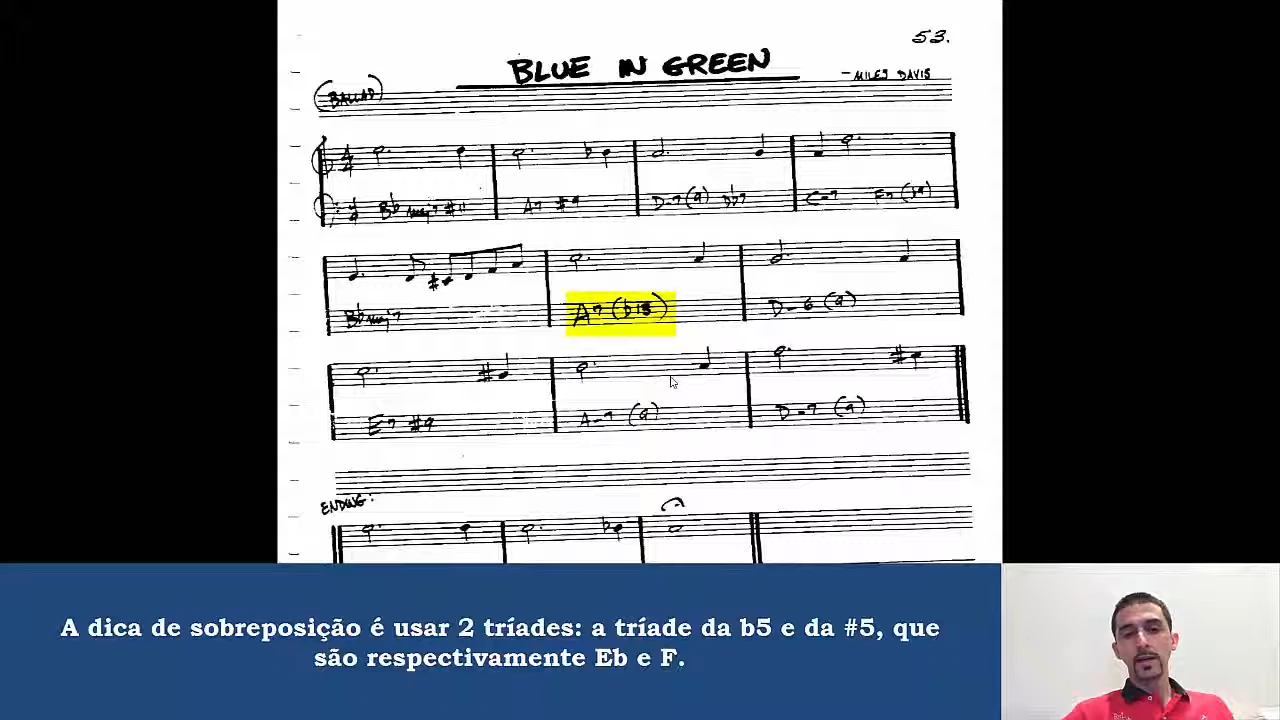 53.
BLUE IN GREEN
- MILES DAVIS
(BALLAD)
Bb maj7 #11 A7 #9 D-7(9) Db7 C-7 F7(b9)
Bb maj7 A7(b13) D-6(9)
E7 #9 A-7(9) D-7(9)
ENDING:
A dica de sobreposição é usar 2 tríades: a tríade da b5 e da #5, que
são respectivamente Eb e F.